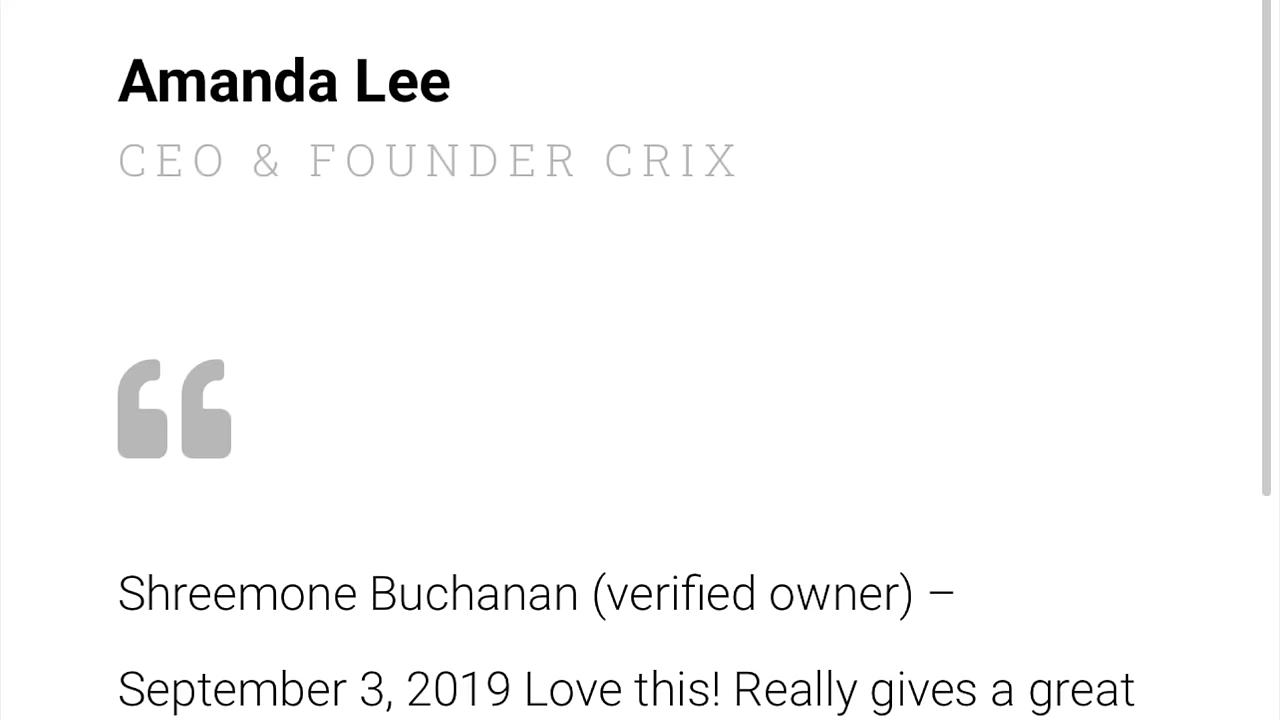 Amanda Lee
CEO & FOUNDER CRIX
Shreemone Buchanan (verified owner) –
September 3, 2019 Love this! Really gives a great